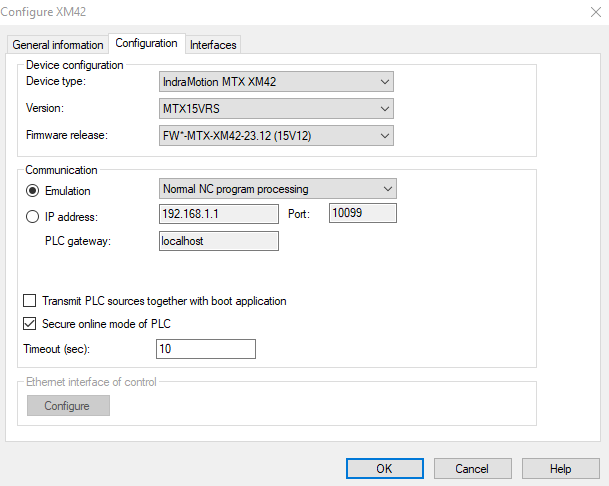 Configure XM42
General information Configuration Interfaces
Device configuration
Device type: IndraMotion MTX XM42
Version: MTX15VRS
Firmware release: FW*-MTX-XM42-23.12 (15V12)
Communication
Emulation Normal NC program processing
IP address: 192.168.1.1 Port: 10099
PLC gateway: localhost
Transmit PLC sources together with boot application
Secure online mode of PLC
Timeout (sec): 10
Ethernet interface of control
Configure
OK Cancel Help